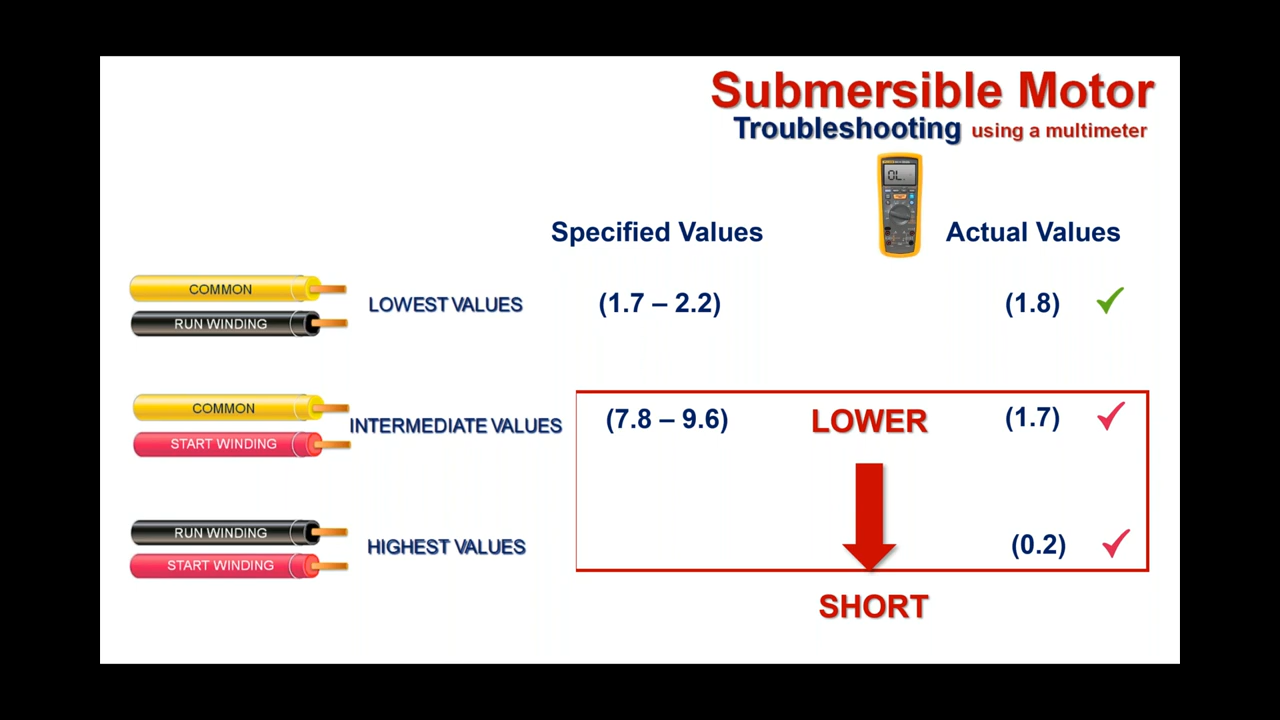 Submersible Motor
Troubleshooting using a multimeter
OL.
Specified Values
Actual Values
COMMON
RUN WINDING
LOWEST VALUES
(1.7 – 2.2)
(1.8)
COMMON
START WINDING
INTERMEDIATE VALUES
(7.8 – 9.6)
LOWER
(1.7)
RUN WINDING
START WINDING
HIGHEST VALUES
(0.2)
SHORT